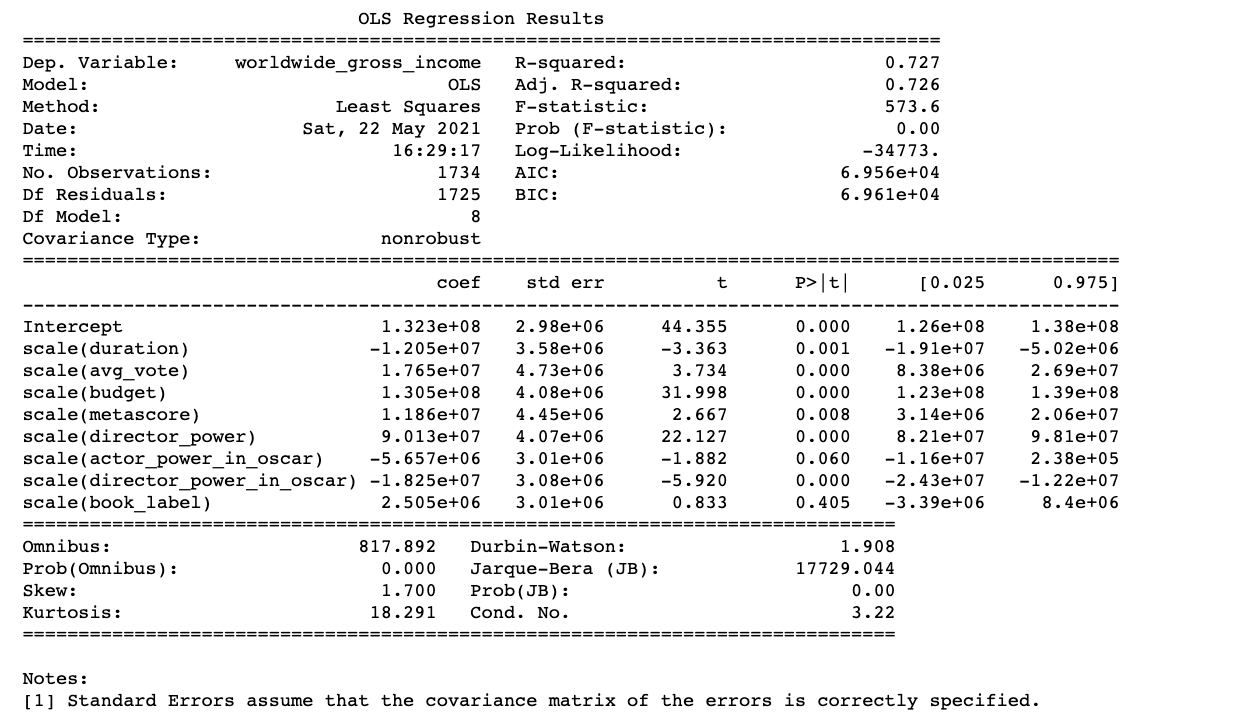 OLS Regression Results
==============================================================================
Dep. Variable: worldwide_gross_income R-squared: 0.727
Model: OLS Adj. R-squared: 0.726
Method: Least Squares F-statistic: 573.6
Date: Sat, 22 May 2021 Prob (F-statistic): 0.00
Time: 16:29:17 Log-Likelihood: -34773.
No. Observations: 1734 AIC: 6.956e+04
Df Residuals: 1725 BIC: 6.961e+04
Df Model: 8
Covariance Type: nonrobust
==============================================================================
coef std err t P>|t| [0.025 0.975]
------------------------------------------------------------------------------
Intercept 1.323e+08 2.98e+06 44.355 0.000 1.26e+08 1.38e+08
scale(duration) -1.205e+07 3.58e+06 -3.363 0.001 -1.91e+07 -5.02e+06
scale(avg_vote) 1.765e+07 4.73e+06 3.734 0.000 8.38e+06 2.69e+07
scale(budget) 1.305e+08 4.08e+06 31.998 0.000 1.23e+08 1.39e+08
scale(metascore) 1.186e+07 4.45e+06 2.667 0.008 3.14e+06 2.06e+07
scale(director_power) 9.013e+07 4.07e+06 22.127 0.000 8.21e+07 9.81e+07
scale(actor_power_in_oscar) -5.657e+06 3.01e+06 -1.882 0.060 -1.16e+07 2.38e+05
scale(director_power_in_oscar) -1.825e+07 3.08e+06 -5.920 0.000 -2.43e+07 -1.22e+07
scale(book_label) 2.505e+06 3.01e+06 0.833 0.405 -3.39e+06 8.4e+06
==============================================================================
Omnibus: 817.892 Durbin-Watson: 1.908
Prob(Omnibus): 0.000 Jarque-Bera (JB): 17729.044
Skew: 1.700 Prob(JB): 0.00
Kurtosis: 18.291 Cond. No. 3.22
==============================================================================
Notes:
[1] Standard Errors assume that the covariance matrix of the errors is correctly specified.